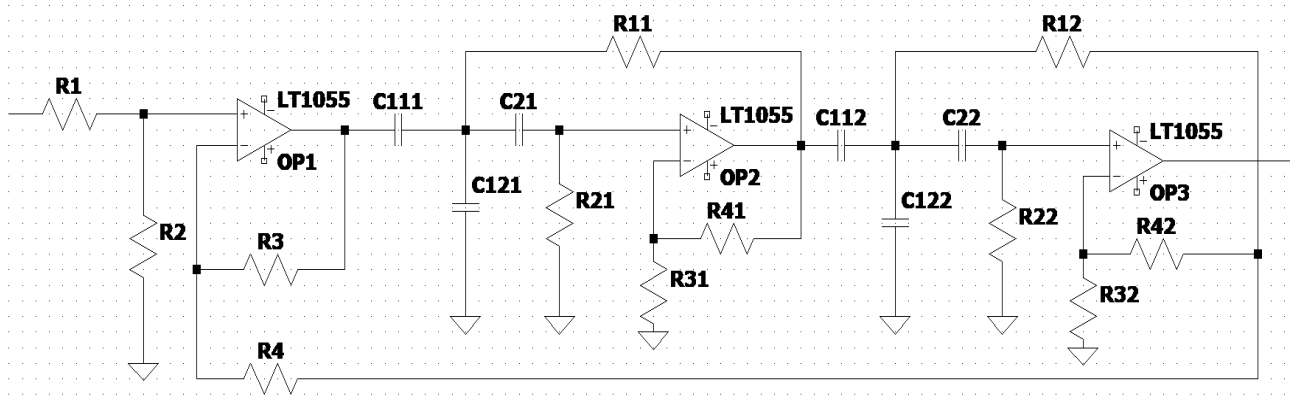 R11
R12
R1
LT1055
C111
C21
LT1055
C112
C22
LT1055
OP1
OP2
OP3
C121
R21
C122
R22
R2
R3
R41
R42
R31
R32
R4